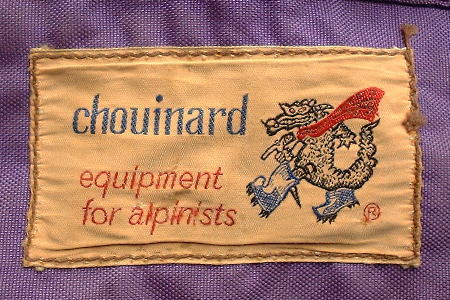 chouinard
equipment
for alpinists
®